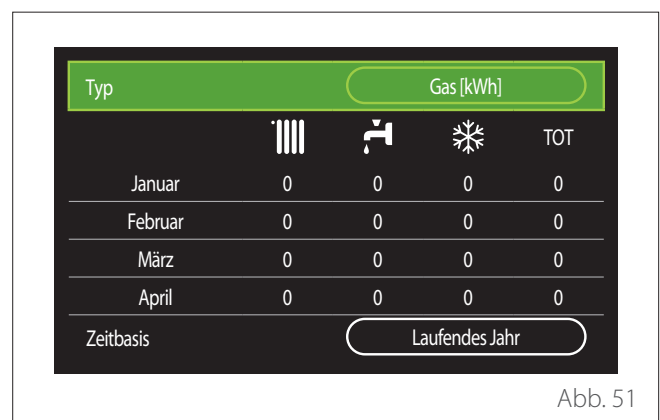 Typ Gas [kWh]
TOT
Januar 0 0 0 0
Februar 0 0 0 0
März 0 0 0 0
April 0 0 0 0
Zeitbasis Laufendes Jahr
Abb. 51